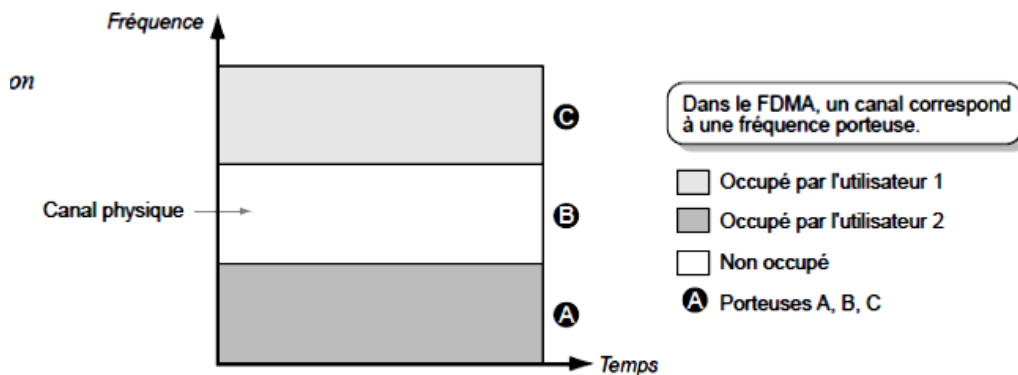 Fréquence
on
C
Dans le FDMA, un canal correspond
à une fréquence porteuse.
Occupé par l'utilisateur 1
Canal physique
B
Occupé par l'utilisateur 2
Non occupé
A
A Porteuses A, B, C
Temps